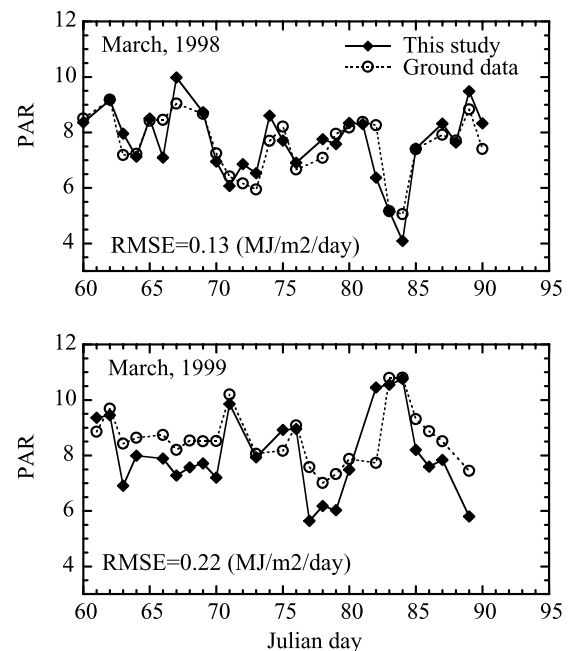 12
10
8
6
4
PAR
March, 1998
This study
Ground data
RMSE=0.13 (MJ/m2/day)
60 65 70 75 80 85 90 95
12
10
8
6
4
PAR
March, 1999
RMSE=0.22 (MJ/m2/day)
60 65 70 75 80 85 90 95
Julian day